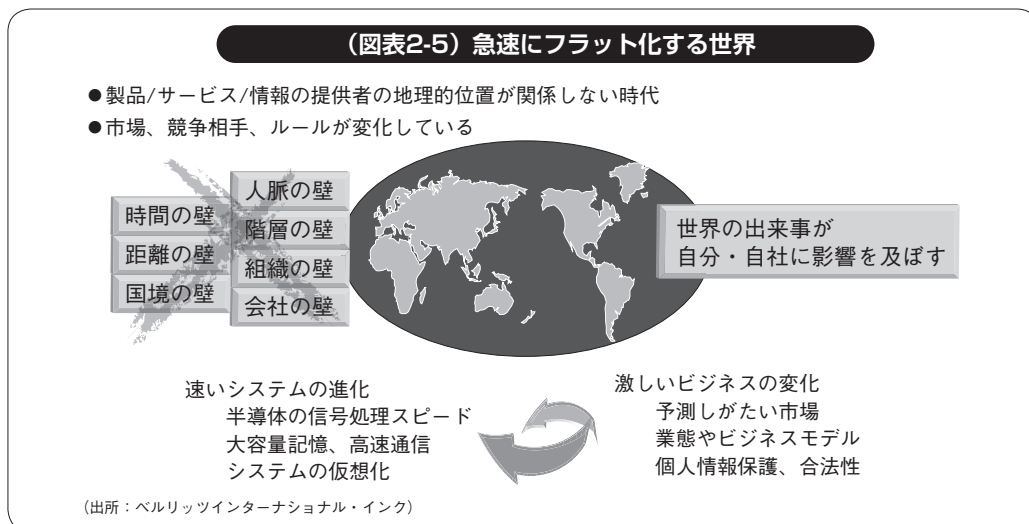 （図表2-5）急速にフラット化する世界
●製品/サービス/情報の提供者の地理的位置が関係しない時代
●市場、競争相手、ルールが変化している
時間の壁
距離の壁
国境の壁
人脈の壁
階層の壁
組織の壁
会社の壁
世界の出来事が
自分・自社に影響を及ぼす
速いシステムの進化
半導体の信号処理スピード
大容量記憶、高速通信
システムの仮想化
激しいビジネスの変化
予測しがたい市場
業態やビジネスモデル
個人情報保護、合法性
（出所：ベルリッツインターナショナル・インク）